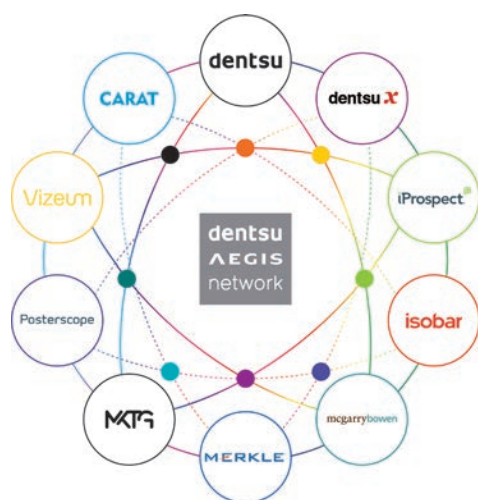 dentsu
CARAT
dentsu X
Vizeum
iProspect
dentsu
AEGIS
network
Posterscope
isobar
MKTG
mcgarrybowen
MERKLE